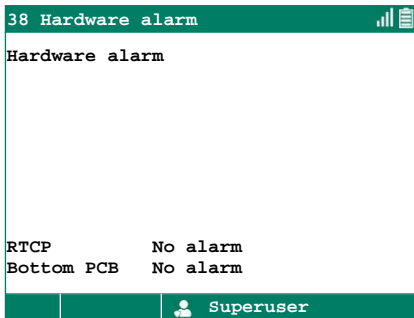 38 Hardware alarm
Hardware alarm
RTCP No alarm
Bottom PCB No alarm
Superuser